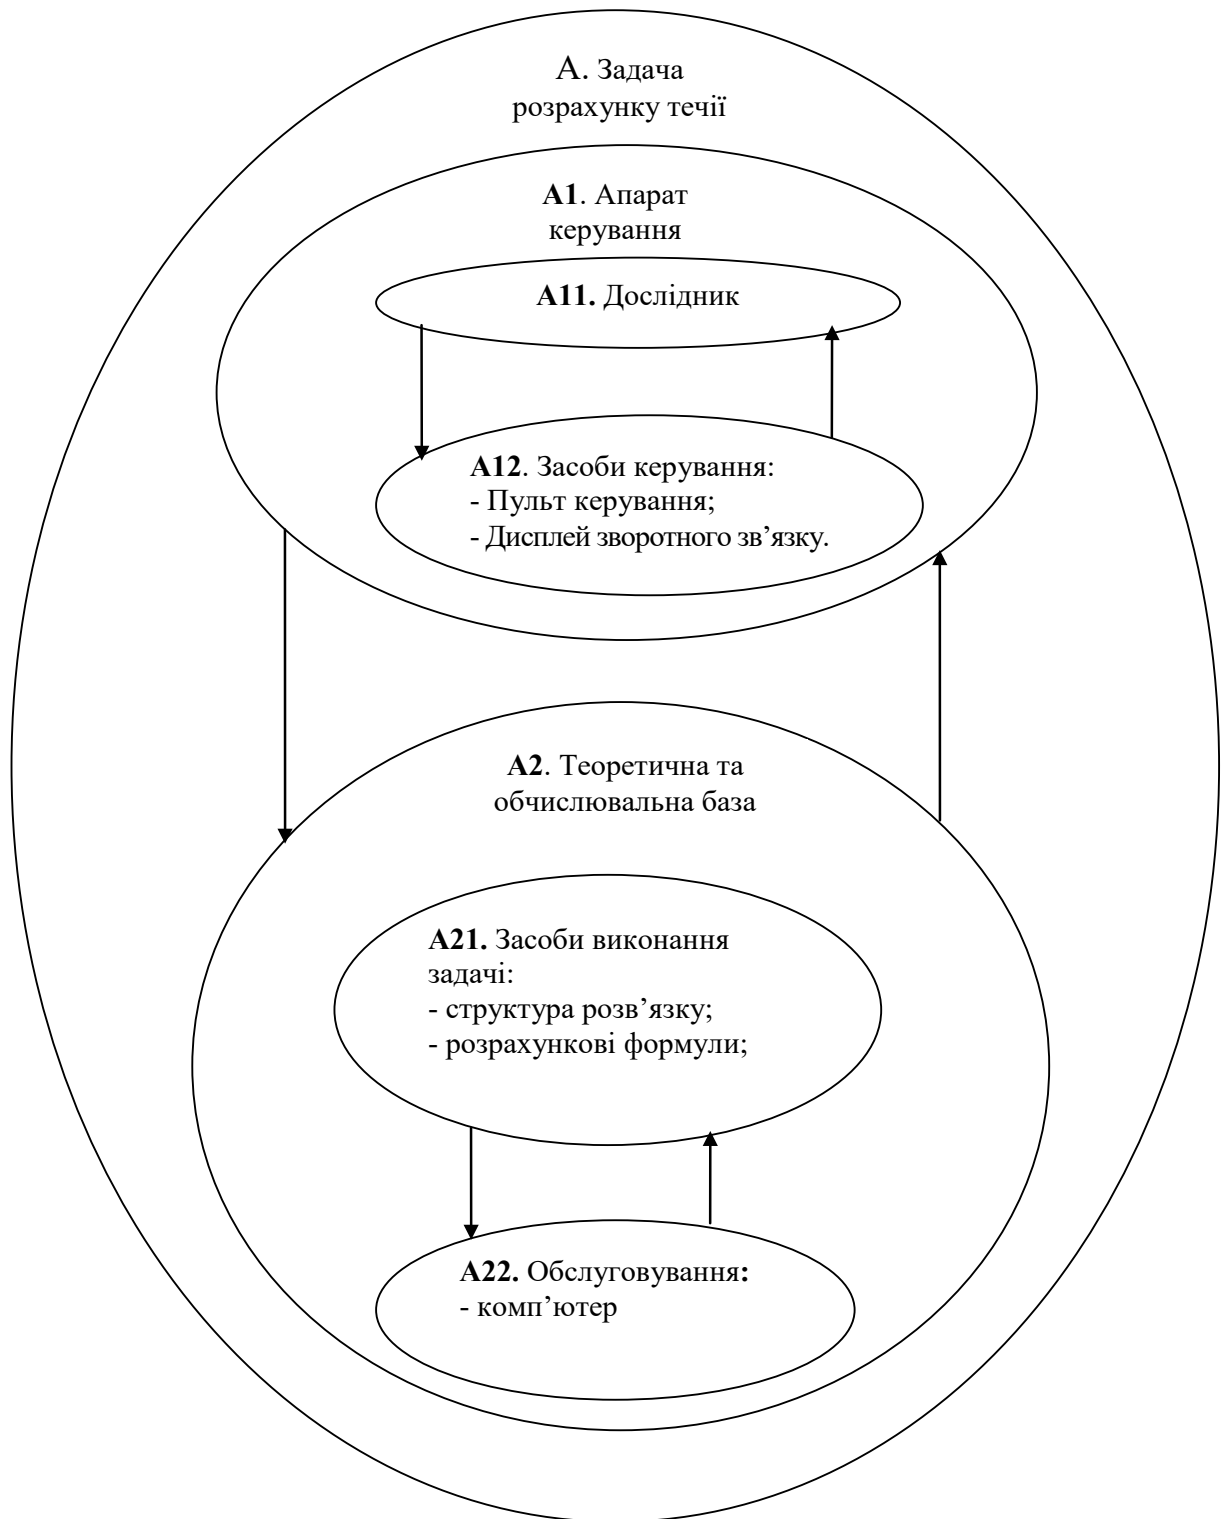 А. Задача
розрахунку течії
А1. Апарат
керування
А11. Дослідник
А12. Засоби керування:
- Пульт керування;
- Дисплей зворотного зв’язку.
А2. Теоретична та
обчислювальна база
А21. Засоби виконання
задачі:
- структура розв’язку;
- розрахункові формули;
А22. Обслуговування:
- комп’ютер